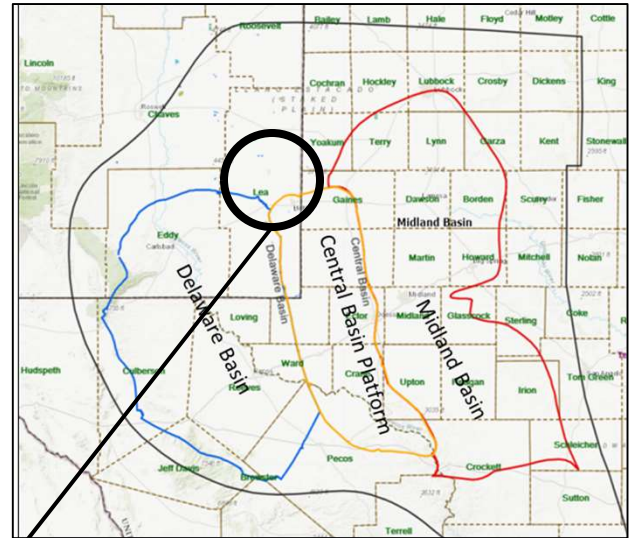 Roosevelt
Bailey
Lamb
Hale
Floyd
Motley
Cottle
Lincoln
Cochran
Hockley
Lubbock
Crosby
Dickens
King
( S T A K E D
P L A I N )
Chaves
Yoakum
Terry
Lynn
Garza
Kent
Stonewall
Lea
Gaines
Dawson
Borden
Scurry
Fisher
Midland Basin
Eddy
Carlsbad
Martin
Howard
Mitchell
Nolan
Delaware Basin
Central Basin
Delaware Basin
Central Basin Platform
Midland Basin
Loving
Midland
Midland
Glasscock
Sterling
Coke
Hudspeth
Culberson
Ward
Upton
Irion
Tom Green
Jeff Davis
Pecos
Brewster
Crockett
Schleicher
Sutton
Terrell